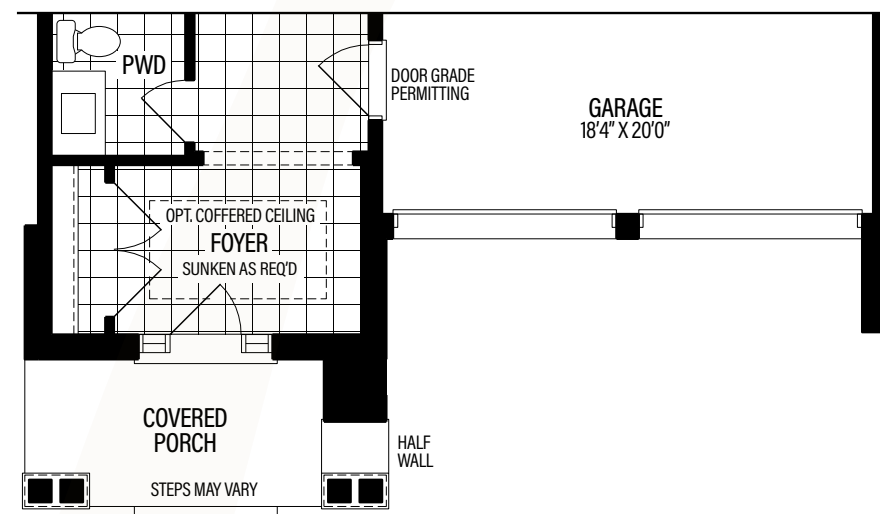 PWD
DOOR GRADE
PERMITTING
GARAGE
18'4" X 20'0"
OPT. COFFERED CEILING
FOYER
SUNKEN AS REQ'D
COVERED
PORCH
HALF
WALL
STEPS MAY VARY